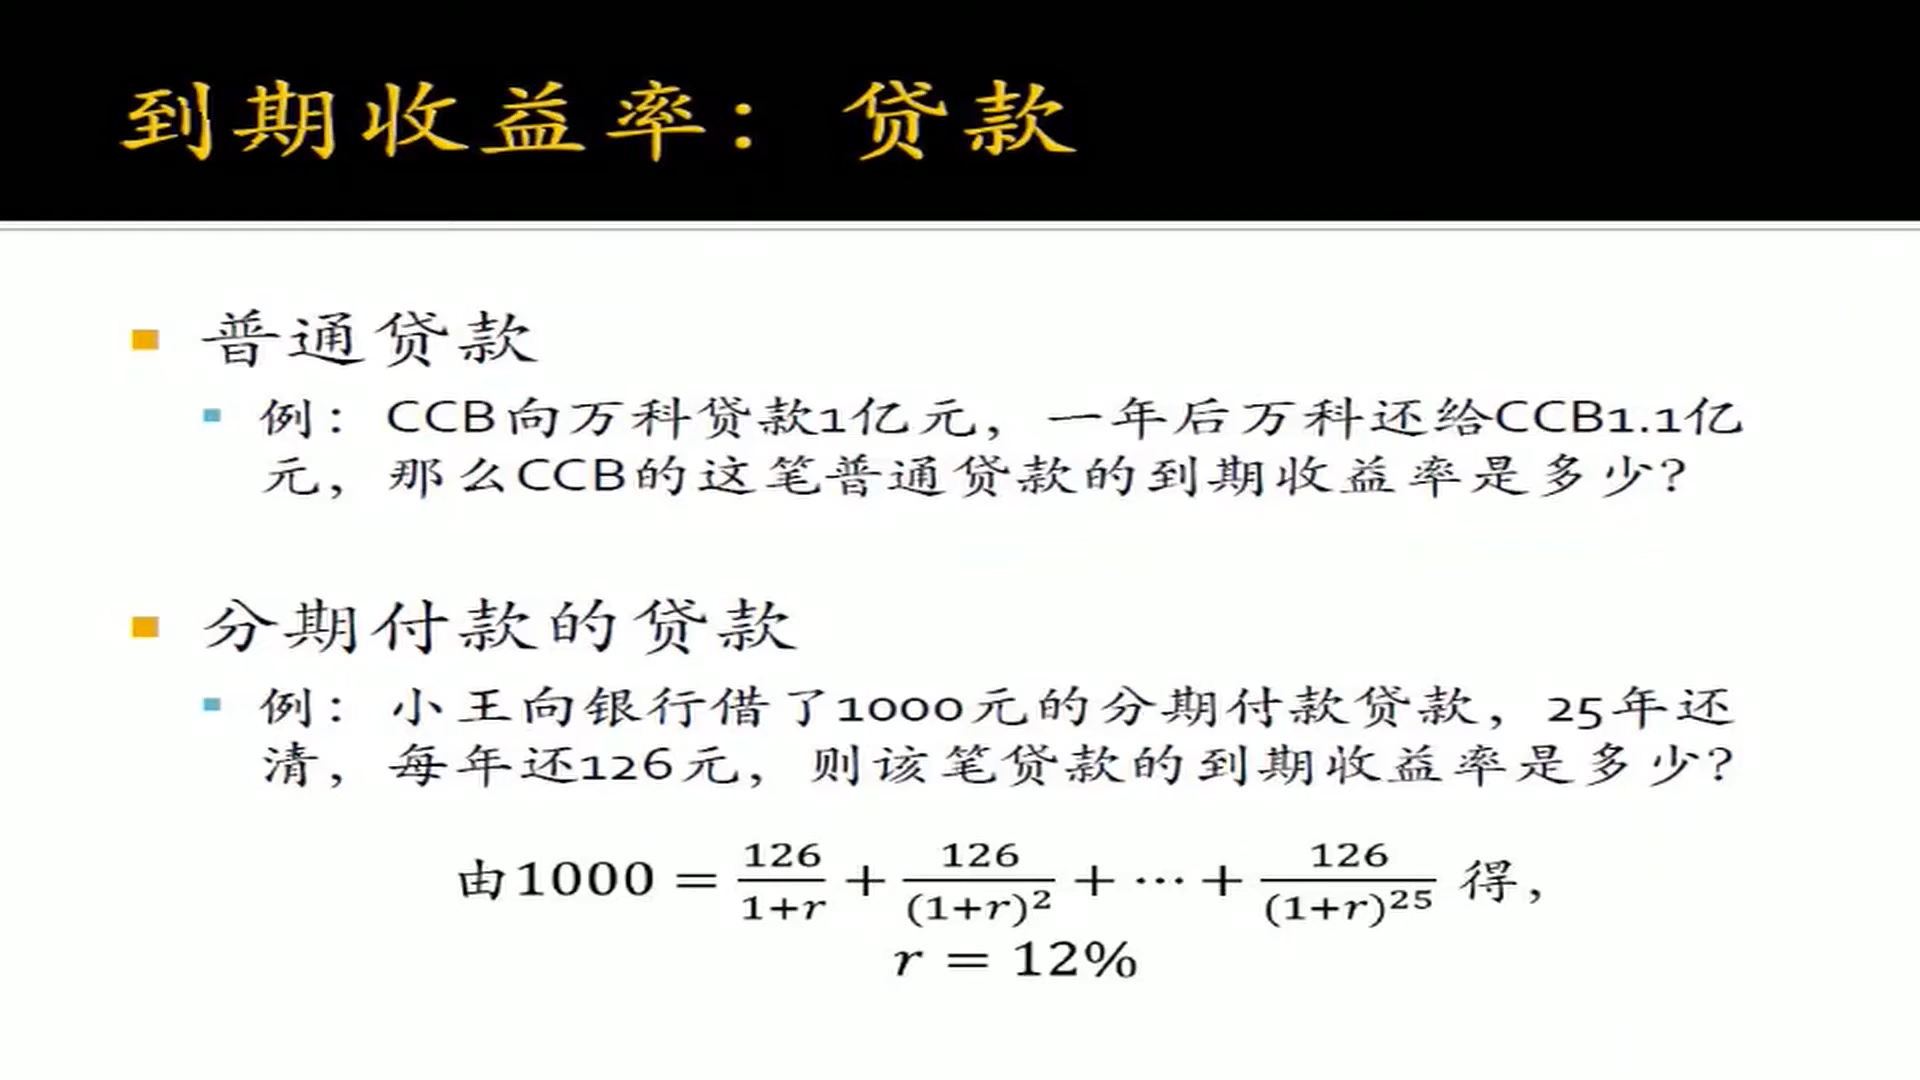 到期收益率：贷款
普通贷款
例：CCB向万科贷款1亿元，一年后万科还给CCB1.1亿
元，那么CCB的这笔普通贷款的到期收益率是多少？
分期付款的贷款
例：小王向银行借了1000元的分期付款贷款，25年还
清，每年还126元，则该笔贷款的到期收益率是多少？
由1000 = \frac{126}{1+r} + \frac{126}{(1+r)^2} + ⋯ + \frac{126}{(1+r)^{25}} 得，
r = 12%